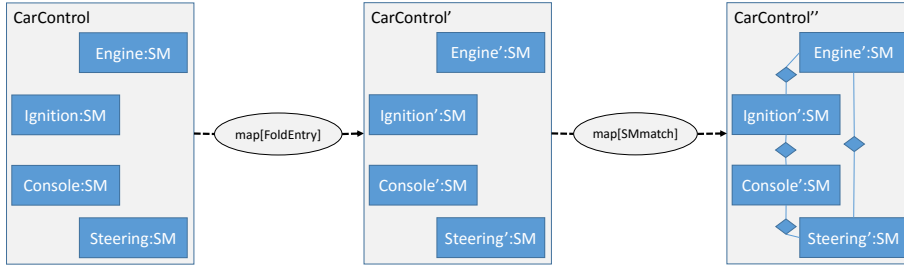 CarControl
Engine:SM
Ignition:SM
Console:SM
Steering:SM
map[FoldEntry]
CarControl’
Engine’:SM
Ignition’:SM
Console’:SM
Steering’:SM
map[SMmatch]
CarControl’’
Engine’:SM
Ignition’:SM
Console’:SM
Steering’:SM